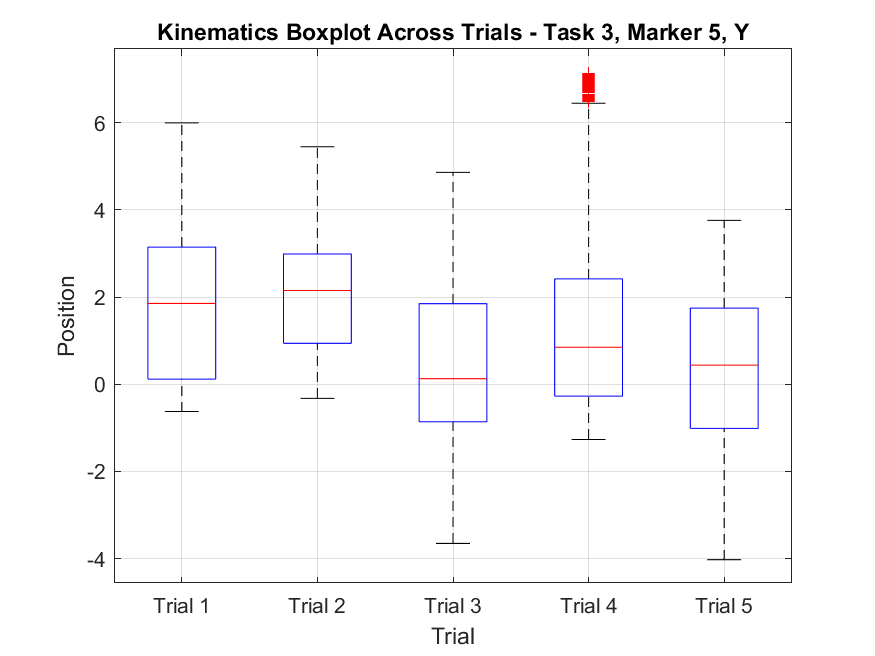 Kinematics Boxplot Across Trials - Task 3, Marker 5, Y
Position
6
4
2
0
-2
-4
Trial 1 Trial 2 Trial 3 Trial 4 Trial 5
Trial